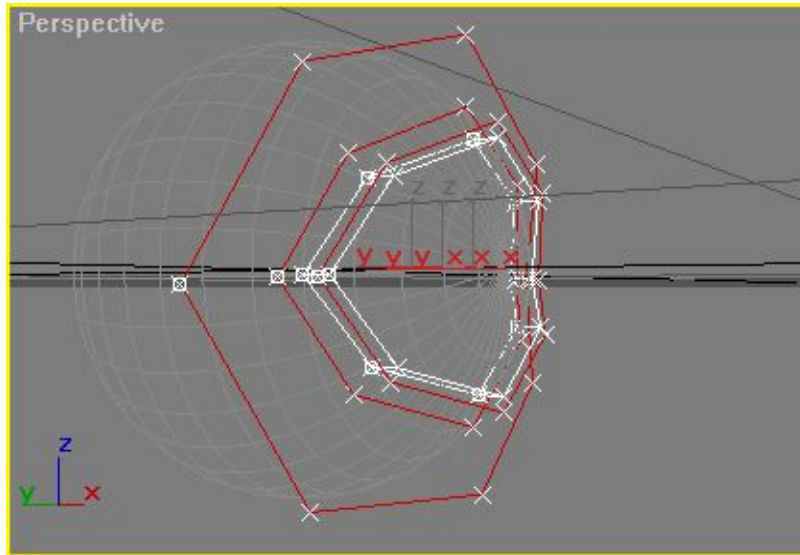 Perspective
z z z
y y y x x x
z
y x